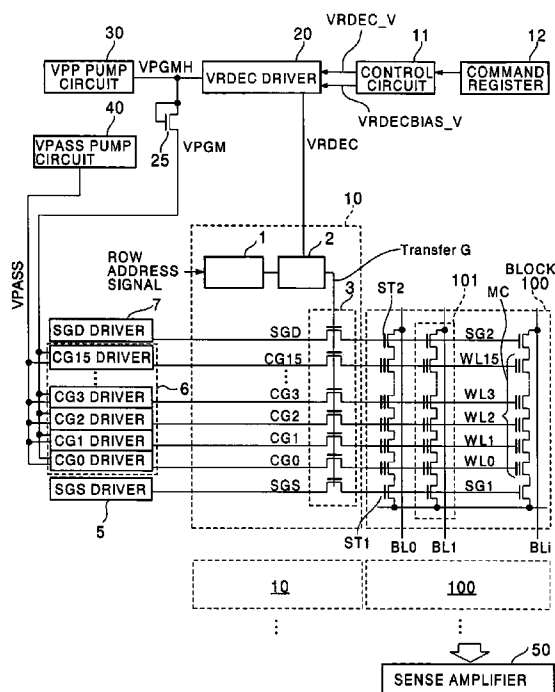 30
20
VRDEC_V
11
12
VPP PUMP
CIRCUIT
VPGMH
VRDEC DRIVER
CONTROL
CIRCUIT
COMMAND
REGISTER
40
VRDECBIAS_V
VPASS PUMP
CIRCUIT
25
VPGM
VRDEC
10
1
2
ROW
ADDRESS
SIGNAL
Transfer G
VPASS
7
3
ST2
101
MC
BLOCK
100
SGD DRIVER
SGD
SG2
CG15 DRIVER
CG15
WL15
6
CG3 DRIVER
CG3
WL3
CG2 DRIVER
CG2
WL2
CG1 DRIVER
CG1
WL1
CG0 DRIVER
CG0
WL0
SGS DRIVER
SGS
SG1
5
ST1
BL0
BL1
BLi
10
100
50
SENSE AMPLIFIER